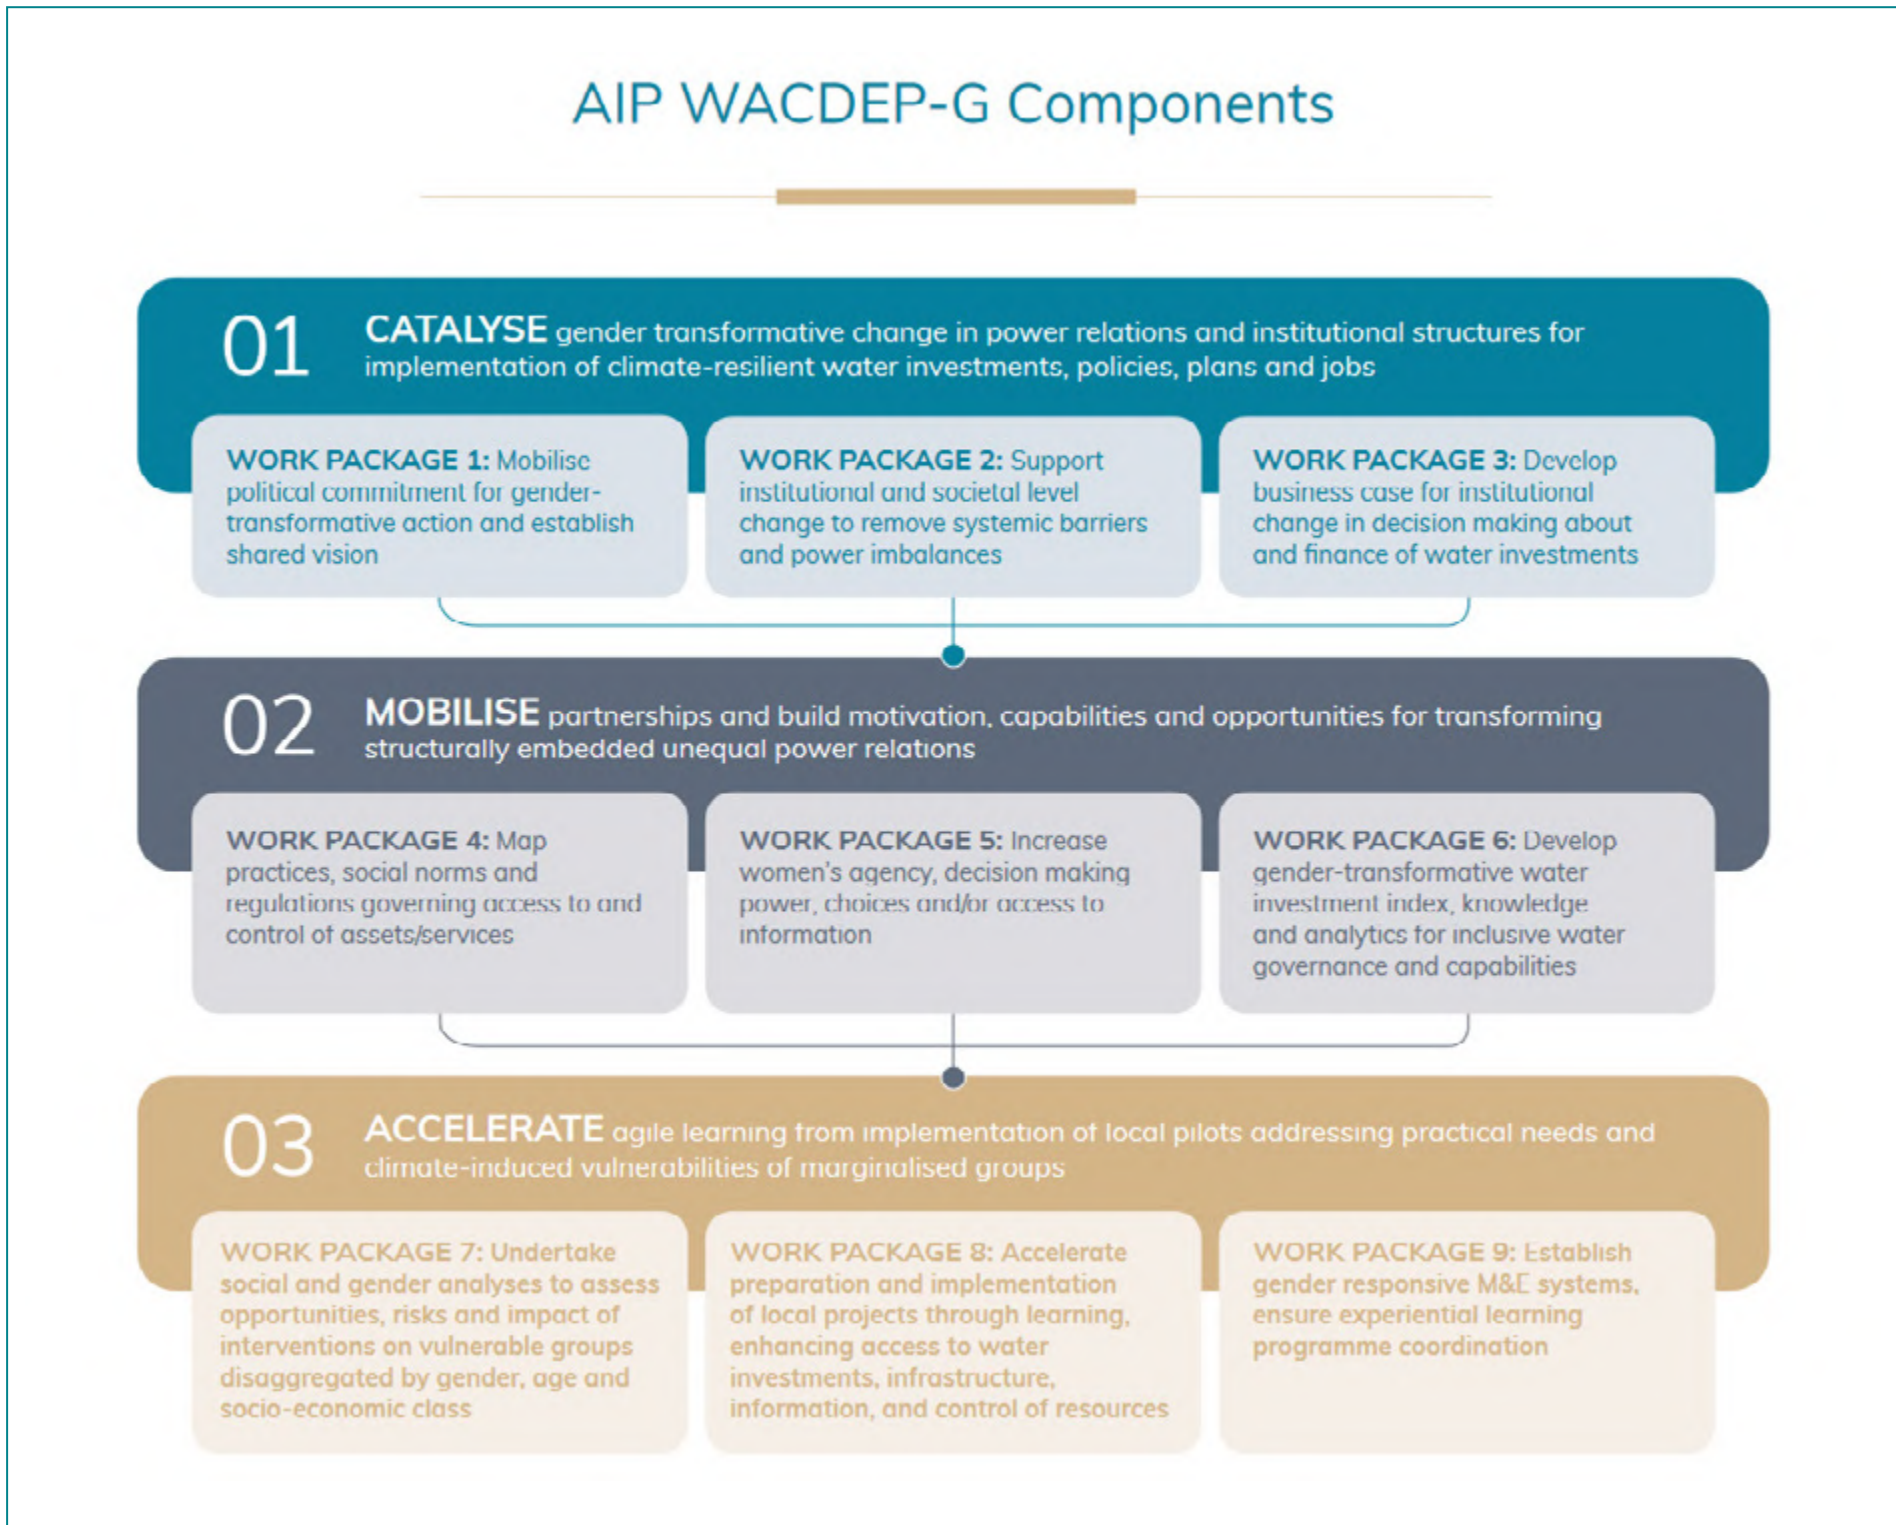 AIP WACDEP-G Components
01
CATALYSE gender transformative change in power relations and institutional structures for
implementation of climate-resilient water investments, policies, plans and jobs
WORK PACKAGE 1: Mobilise
political commitment for gender-
transformative action and establish
shared vision
WORK PACKAGE 2: Support
institutional and societal level
change to remove systemic barriers
and power imbalances
WORK PACKAGE 3: Develop
business case for institutional
change in decision making about
and finance of water investments
02
MOBILISE partnerships and build motivation, capabilities and opportunities for transforming
structurally embedded unequal power relations
WORK PACKAGE 4: Map
practices, social norms and
regulations governing access to and
control of assets/services
WORK PACKAGE 5: Increase
women's agency, decision making
power, choices and/or access to
information
WORK PACKAGE 6: Develop
gender-transformative water
investment index, knowledge
and analytics for inclusive water
governance and capabilities
03
ACCELERATE agile learning from implementation of local pilots addressing practical needs and
climate-induced vulnerabilities of marginalised groups
WORK PACKAGE 7: Undertake
social and gender analyses to assess
opportunities, risks and impact of
interventions on vulnerable groups
disaggregated by gender, age and
socio-economic class
WORK PACKAGE 8: Accelerate
preparation and implementation
of local projects through learning,
enhancing access to water
investments, infrastructure,
information, and control of resources
WORK PACKAGE 9: Establish
gender responsive M&E systems,
ensure experiential learning
programme coordination